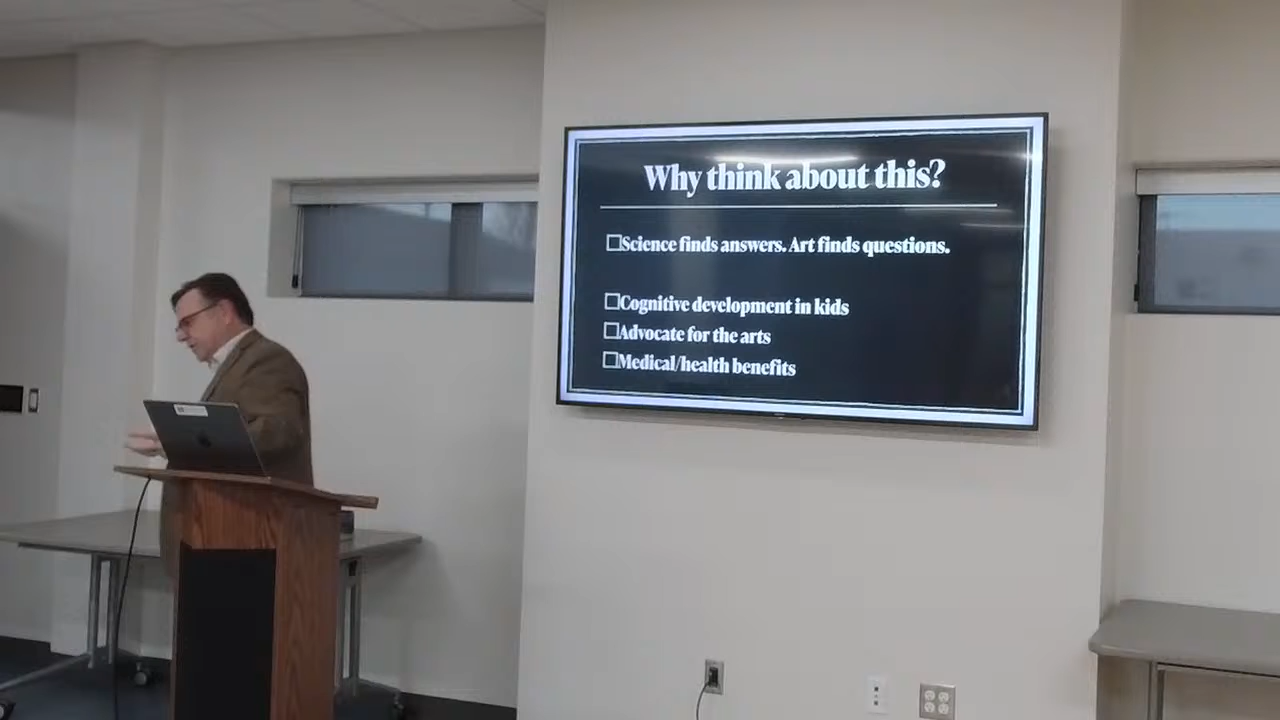 Why think about this?
☐Science finds answers. Art finds questions.
☐Cognitive development in kids
☐Advocate for the arts
☐Medical/health benefits